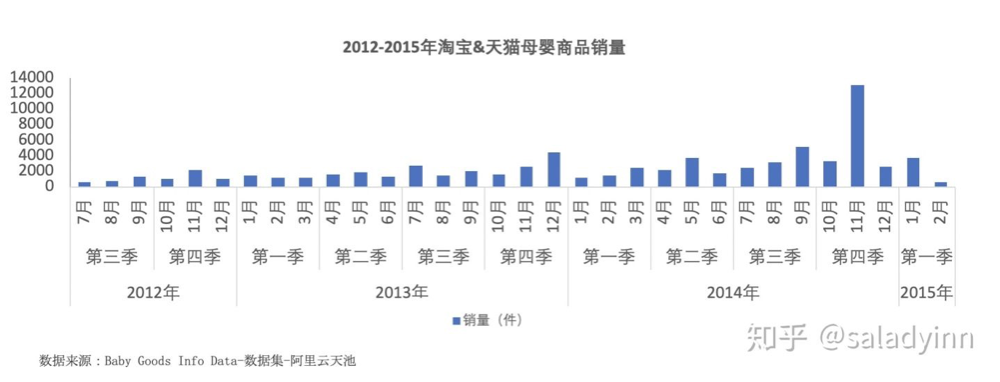 2012-2015年淘宝&天猫母婴商品销量
14000
12000
10000
8000
6000
4000
2000
0
7月 8月 9月 10月 11月 12月 1月 2月 3月 4月 5月 6月 7月 8月 9月 10月 11月 12月 1月 2月 3月 4月 5月 6月 7月 8月 9月 10月 11月 12月 1月 2月
第三季 第四季 第一季 第二季 第三季 第四季 第一季 第二季 第三季 第四季 第一季
2012年 2013年 2014年 2015年
销量（件）
知乎 @saladyinn
数据来源：Baby Goods Info Data-数据集-阿里云天池